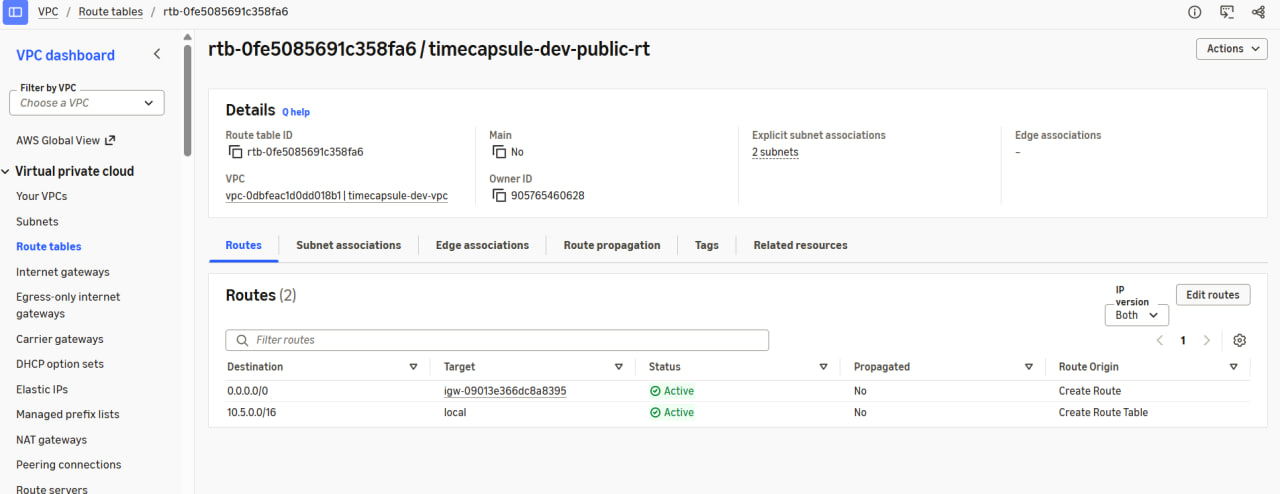 VPC / Route tables / rtb-0fe5085691c358fa6
VPC dashboard
Filter by VPC
Choose a VPC
AWS Global View
Virtual private cloud
Your VPCs
Subnets
Route tables
Internet gateways
Egress-only internet
gateways
Carrier gateways
DHCP option sets
Elastic IPs
Managed prefix lists
NAT gateways
Peering connections
Route servers
rtb-0fe5085691c358fa6 / timecapsule-dev-public-rt
Actions
Details Q help
Route table ID
rtb-0fe5085691c358fa6
Main
No
Explicit subnet associations
2 subnets
Edge associations
–
VPC
vpc-0dbfeac1d0dd018b1 | timecapsule-dev-vpc
Owner ID
905765460628
Routes Subnet associations Edge associations Route propagation Tags Related resources
Routes (2)
IP
version
Both
Edit routes
Filter routes
1
Destination Target Status Propagated Route Origin
0.0.0.0/0 igw-09013e366dc8a8395 Active No Create Route
10.5.0.0/16 local Active No Create Route Table